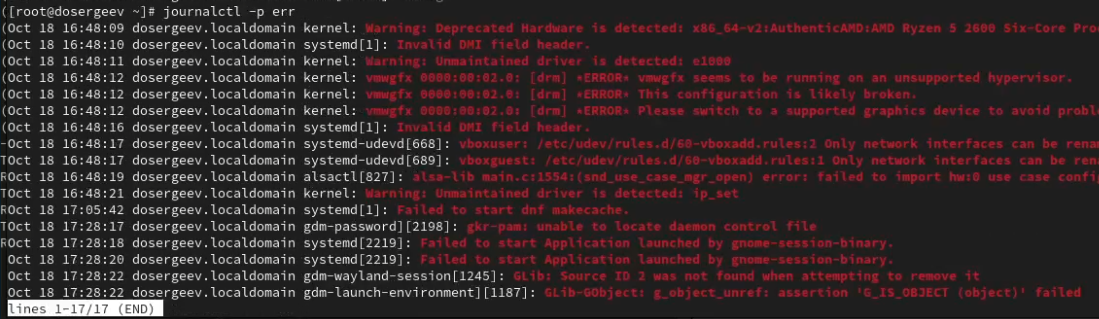 ([root@dosergeev ~]# journalctl -p err
(Oct 18 16:48:09 dosergeev.localdomain kernel: Warning: Deprecated Hardware is detected: x86_64-v2:AuthenticAMD:AMD Ryzen 5 2600 Six-Core Proc
(Oct 18 16:48:10 dosergeev.localdomain systemd[1]: Invalid DMI field header.
(Oct 18 16:48:11 dosergeev.localdomain kernel: Warning: Unmaintained driver is detected: e1000
(Oct 18 16:48:12 dosergeev.localdomain kernel: vmwgfx 0000:00:02.0: [drm] *ERROR* vmwgfx seems to be running on an unsupported hypervisor.
(Oct 18 16:48:12 dosergeev.localdomain kernel: vmwgfx 0000:00:02.0: [drm] *ERROR* This configuration is likely broken.
(Oct 18 16:48:12 dosergeev.localdomain kernel: vmwgfx 0000:00:02.0: [drm] *ERROR* Please switch to a supported graphics device to avoid proble
(Oct 18 16:48:16 dosergeev.localdomain systemd[1]: Invalid DMI field header.
-Oct 18 16:48:17 dosergeev.localdomain systemd-udevd[668]: vboxuser: /etc/udev/rules.d/60-vboxadd.rules:2 Only network interfaces can be rena
TOct 18 16:48:17 dosergeev.localdomain systemd-udevd[689]: vboxguest: /etc/udev/rules.d/60-vboxadd.rules:1 Only network interfaces can be ren
ROct 18 16:48:19 dosergeev.localdomain alsactl[827]: alsa-lib main.c:1554:(snd_use_case_mgr_open) error: failed to import hw:0 use case config
TOct 18 16:48:21 dosergeev.localdomain kernel: Warning: Unmaintained driver is detected: ip_set
ROct 18 17:05:42 dosergeev.localdomain systemd[1]: Failed to start dnf makecache.
TOct 18 17:28:17 dosergeev.localdomain gdm-password][2198]: gkr-pam: unable to locate daemon control file
ROct 18 17:28:18 dosergeev.localdomain systemd[2219]: Failed to start Application launched by gnome-session-binary.
Oct 18 17:28:20 dosergeev.localdomain systemd[2219]: Failed to start Application launched by gnome-session-binary.
Oct 18 17:28:22 dosergeev.localdomain gdm-wayland-session[1245]: GLib: Source ID 2 was not found when attempting to remove it
Oct 18 17:28:22 dosergeev.localdomain gdm-launch-environment][1187]: GLib-GObject: g_object_unref: assertion 'G_IS_OBJECT (object)' failed
lines 1-17/17 (END)